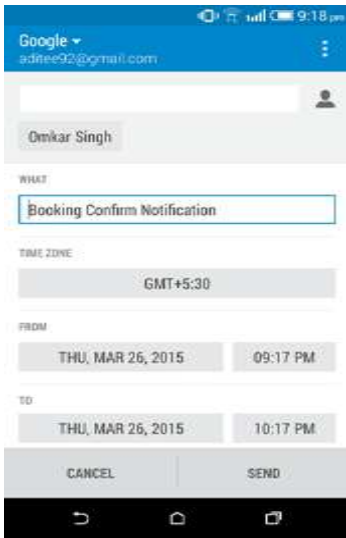 9:18 pm
Google
aditee92@gmail.com
Omkar Singh
WHAT
Booking Confirm Notification
TIME ZONE
GMT+5:30
FROM
THU, MAR 26, 2015 09:17 PM
TO
THU, MAR 26, 2015 10:17 PM
CANCEL SEND